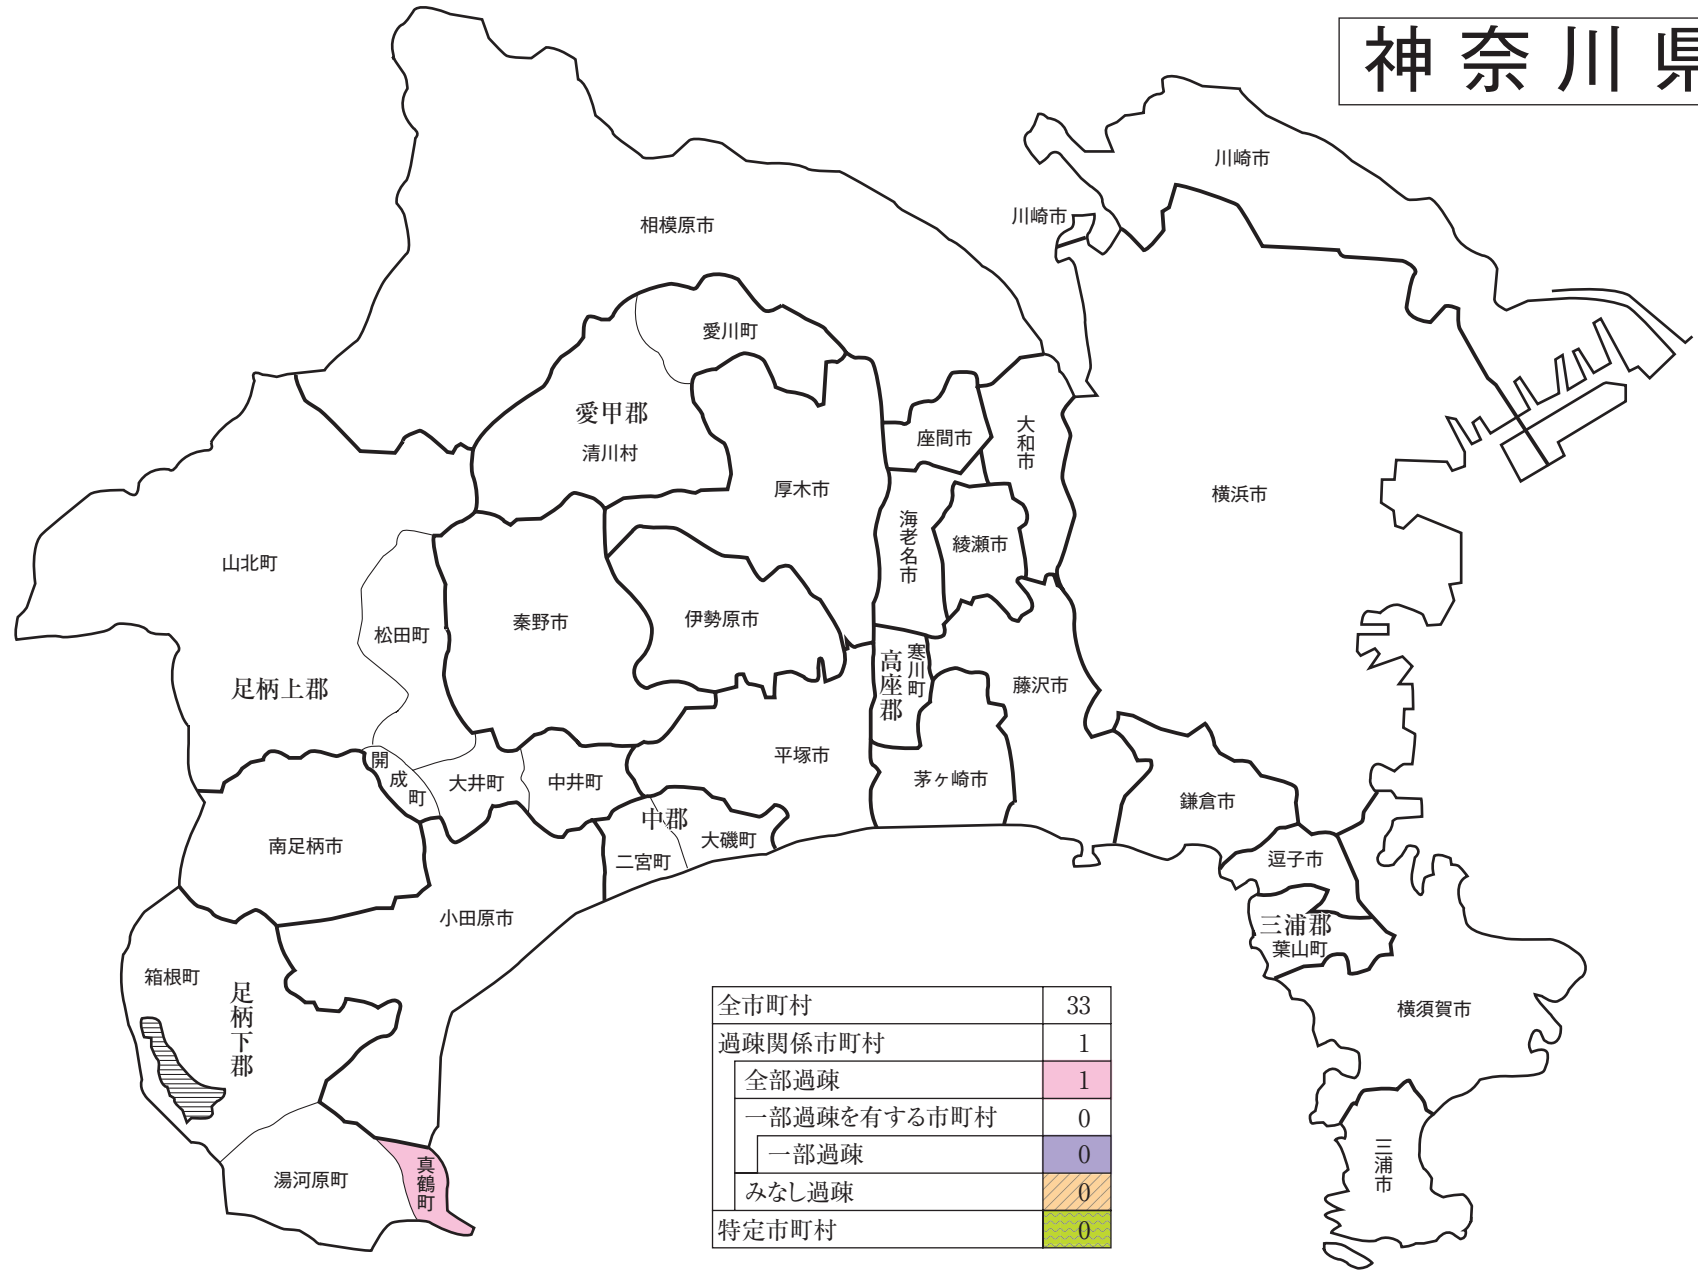 神奈川県
川崎市
川崎市
相模原市
愛川町
愛甲郡
清川村
座間市
大和市
厚木市
横浜市
海老名市
綾瀬市
山北町
松田町
秦野市
伊勢原市
足柄上郡
高座郡
寒川町
藤沢市
開成町
大井町
中井町
平塚市
茅ヶ崎市
鎌倉市
南足柄市
中郡
大磯町
二宮町
逗子市
小田原市
三浦郡
葉山町
箱根町
足柄下郡
横須賀市
湯河原町
真鶴町
三浦市
全市町村 33
過疎関係市町村 1
全部過疎 1
一部過疎を有する市町村 0
一部過疎 0
みなし過疎 0
特定市町村 0